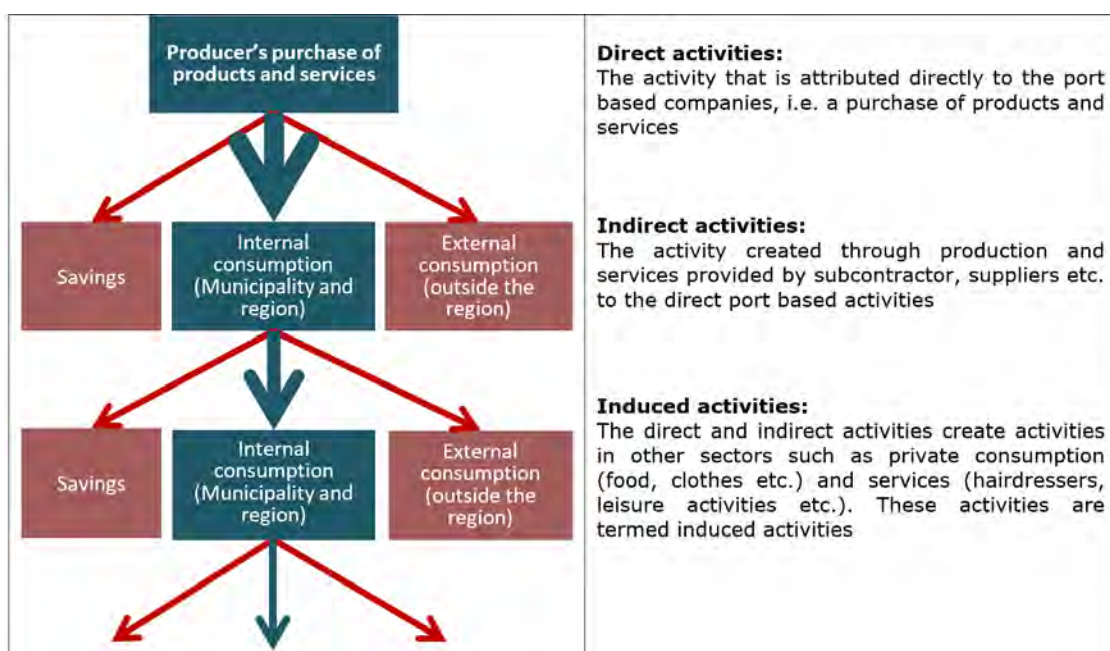 Producer's purchase of
products and services
Savings
Internal
consumption
(Municipality and
region)
External
consumption
(outside the
region)
Savings
Internal
consumption
(Municipality and
region)
External
consumption
(outside the
region)
Direct activities:
The activity that is attributed directly to the port
based companies, i.e. a purchase of products and
services
Indirect activities:
The activity created through production and
services provided by subcontractor, suppliers etc.
to the direct port based activities
Induced activities:
The direct and indirect activities create activities
in other sectors such as private consumption
(food, clothes etc.) and services (hairdressers,
leisure activities etc.). These activities are
termed induced activities